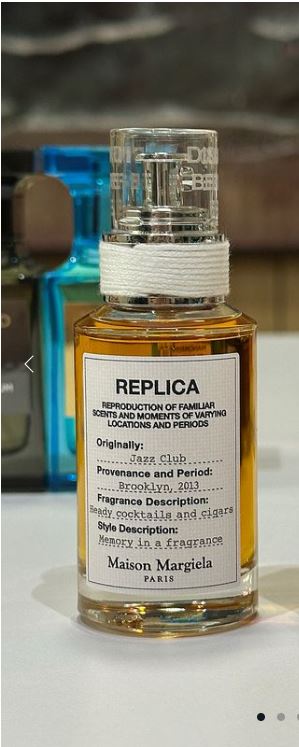 REPLICA
REPRODUCTION OF FAMILIAR
SCENTS AND MOMENTS OF VARYING
LOCATIONS AND PERIODS
Originally:
Jazz Club
Provenance and Period:
Brooklyn, 2013
Fragrance Description:
Heady cocktails and cigars
Style Description:
Memory in a fragrance
Maison Margiela
PARIS